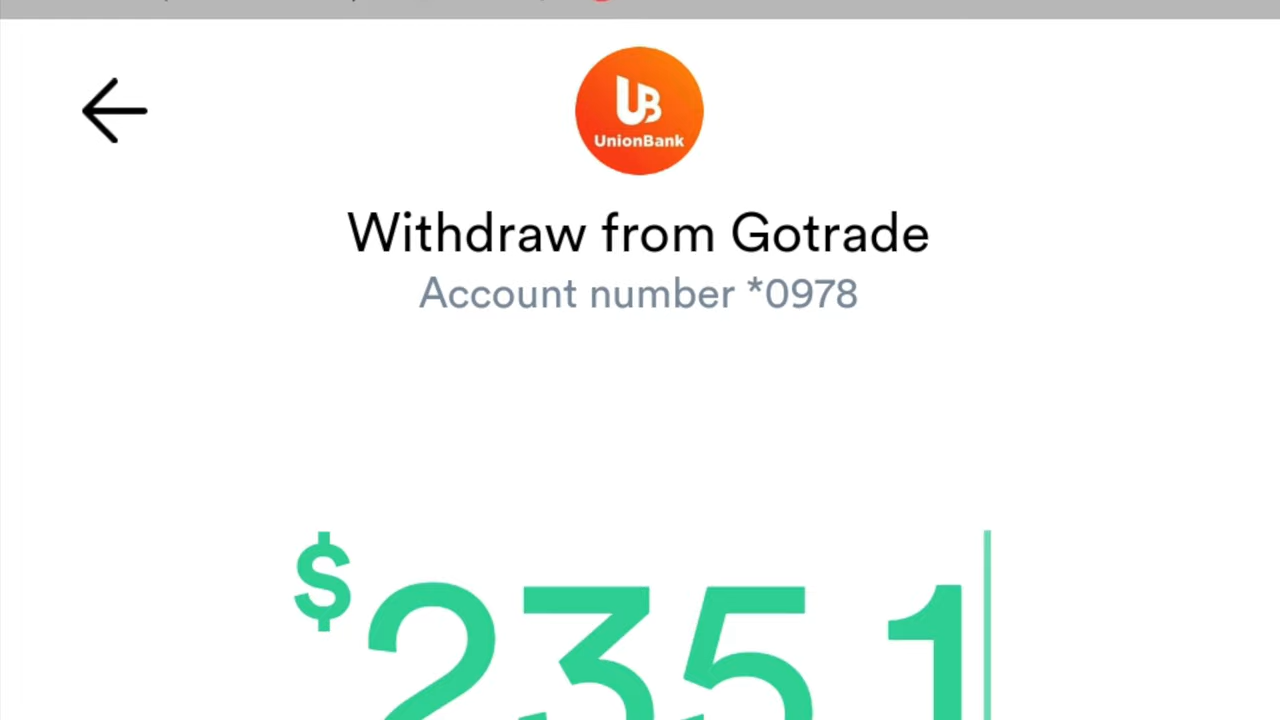 UB
UnionBank
Withdraw from Gotrade
Account number *0978
$235 1